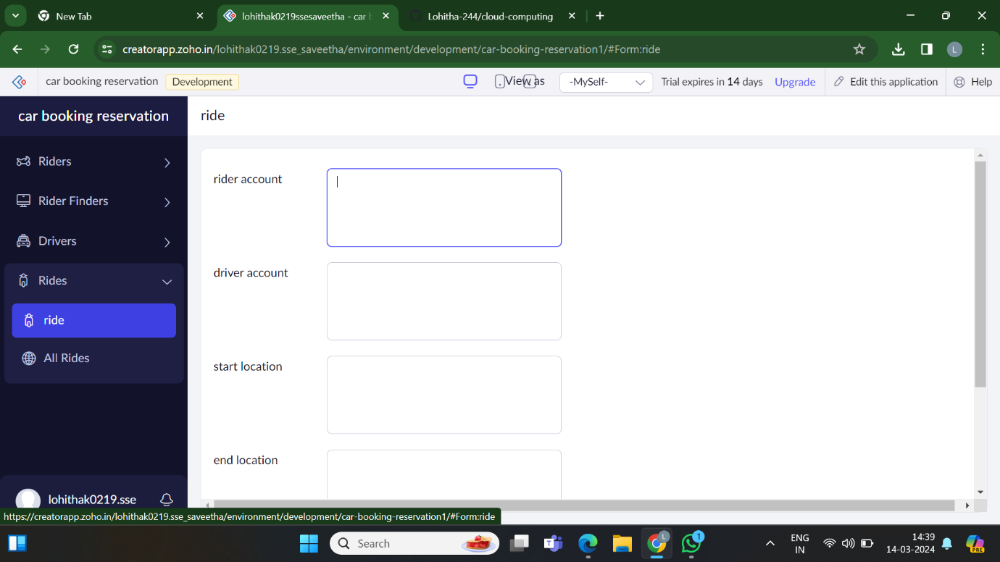 New Tab
lohithak0219ssesaveetha - car b
Lohitha-244/cloud-computing
creatorapp.zoho.in/lohithak0219.sse_saveetha/environment/development/car-booking-reservation1/#Form:ride
L
car booking reservation
Development
View as
-MySelf-
Trial expires in 14 days
Upgrade
Edit this application
Help
car booking reservation
ride
Riders
Rider Finders
Drivers
Rides
ride
All Rides
rider account
driver account
start location
end location
lohithak0219.sse
https://creatorapp.zoho.in/lohithak0219.sse_saveetha/environment/development/car-booking-reservation1/#Form:ride
Search
L
1
ENG
IN
14:39
14-03-2024
PRE